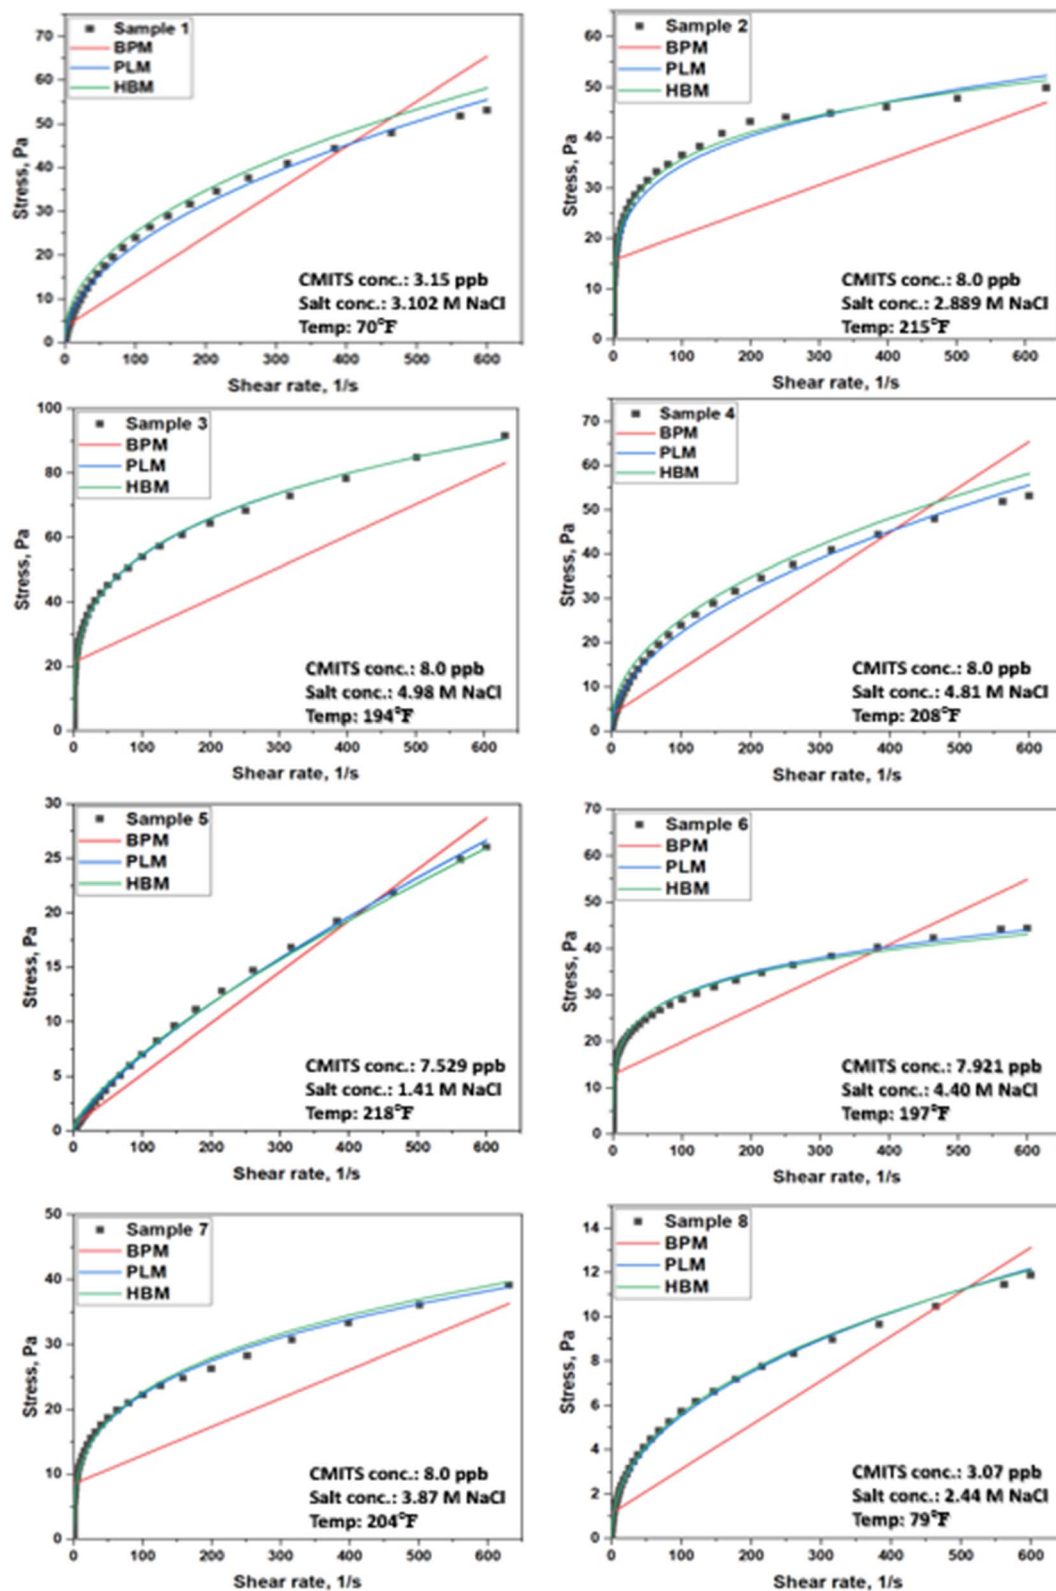 Sample 1
BPM
PLM
HBM
70
60
50
40
30
20
10
0
Stress, Pa
CMITS conc.: 3.15 ppb
Salt conc.: 3.102 M NaCl
Temp: 70°F
0 100 200 300 400 500 600
Shear rate, 1/s
Sample 2
BPM
PLM
HBM
60
50
40
30
20
10
0
Stress, Pa
CMITS conc.: 8.0 ppb
Salt conc.: 2.889 M NaCl
Temp: 215°F
0 100 200 300 400 500 600
Shear rate, 1/s
Sample 3
BPM
PLM
HBM
100
80
60
40
20
0
Stress, Pa
CMITS conc.: 8.0 ppb
Salt conc.: 4.98 M NaCl
Temp: 194°F
0 100 200 300 400 500 600
Shear rate, 1/s
Sample 4
BPM
PLM
HBM
70
60
50
40
30
20
10
0
Stress, Pa
CMITS conc.: 8.0 ppb
Salt conc.: 4.81 M NaCl
Temp: 208°F
0 100 200 300 400 500 600
Shear rate, 1/s
Sample 5
BPM
PLM
HBM
30
25
20
15
10
5
0
Stress, Pa
CMITS conc.: 7.529 ppb
Salt conc.: 1.41 M NaCl
Temp: 218°F
0 100 200 300 400 500 600
Shear rate, 1/s
Sample 6
BPM
PLM
HBM
70
60
50
40
30
20
10
0
Stress, Pa
CMITS conc.: 7.921 ppb
Salt conc.: 4.40 M NaCl
Temp: 197°F
0 100 200 300 400 500 600
Shear rate, 1/s
Sample 7
BPM
PLM
HBM
50
40
30
20
10
0
Stress, Pa
CMITS conc.: 8.0 ppb
Salt conc.: 3.87 M NaCl
Temp: 204°F
0 100 200 300 400 500 600
Shear rate, 1/s
Sample 8
BPM
PLM
HBM
14
12
10
8
6
4
2
0
Stress, Pa
CMITS conc.: 3.07 ppb
Salt conc.: 2.44 M NaCl
Temp: 79°F
0 100 200 300 400 500 600
Shear rate, 1/s